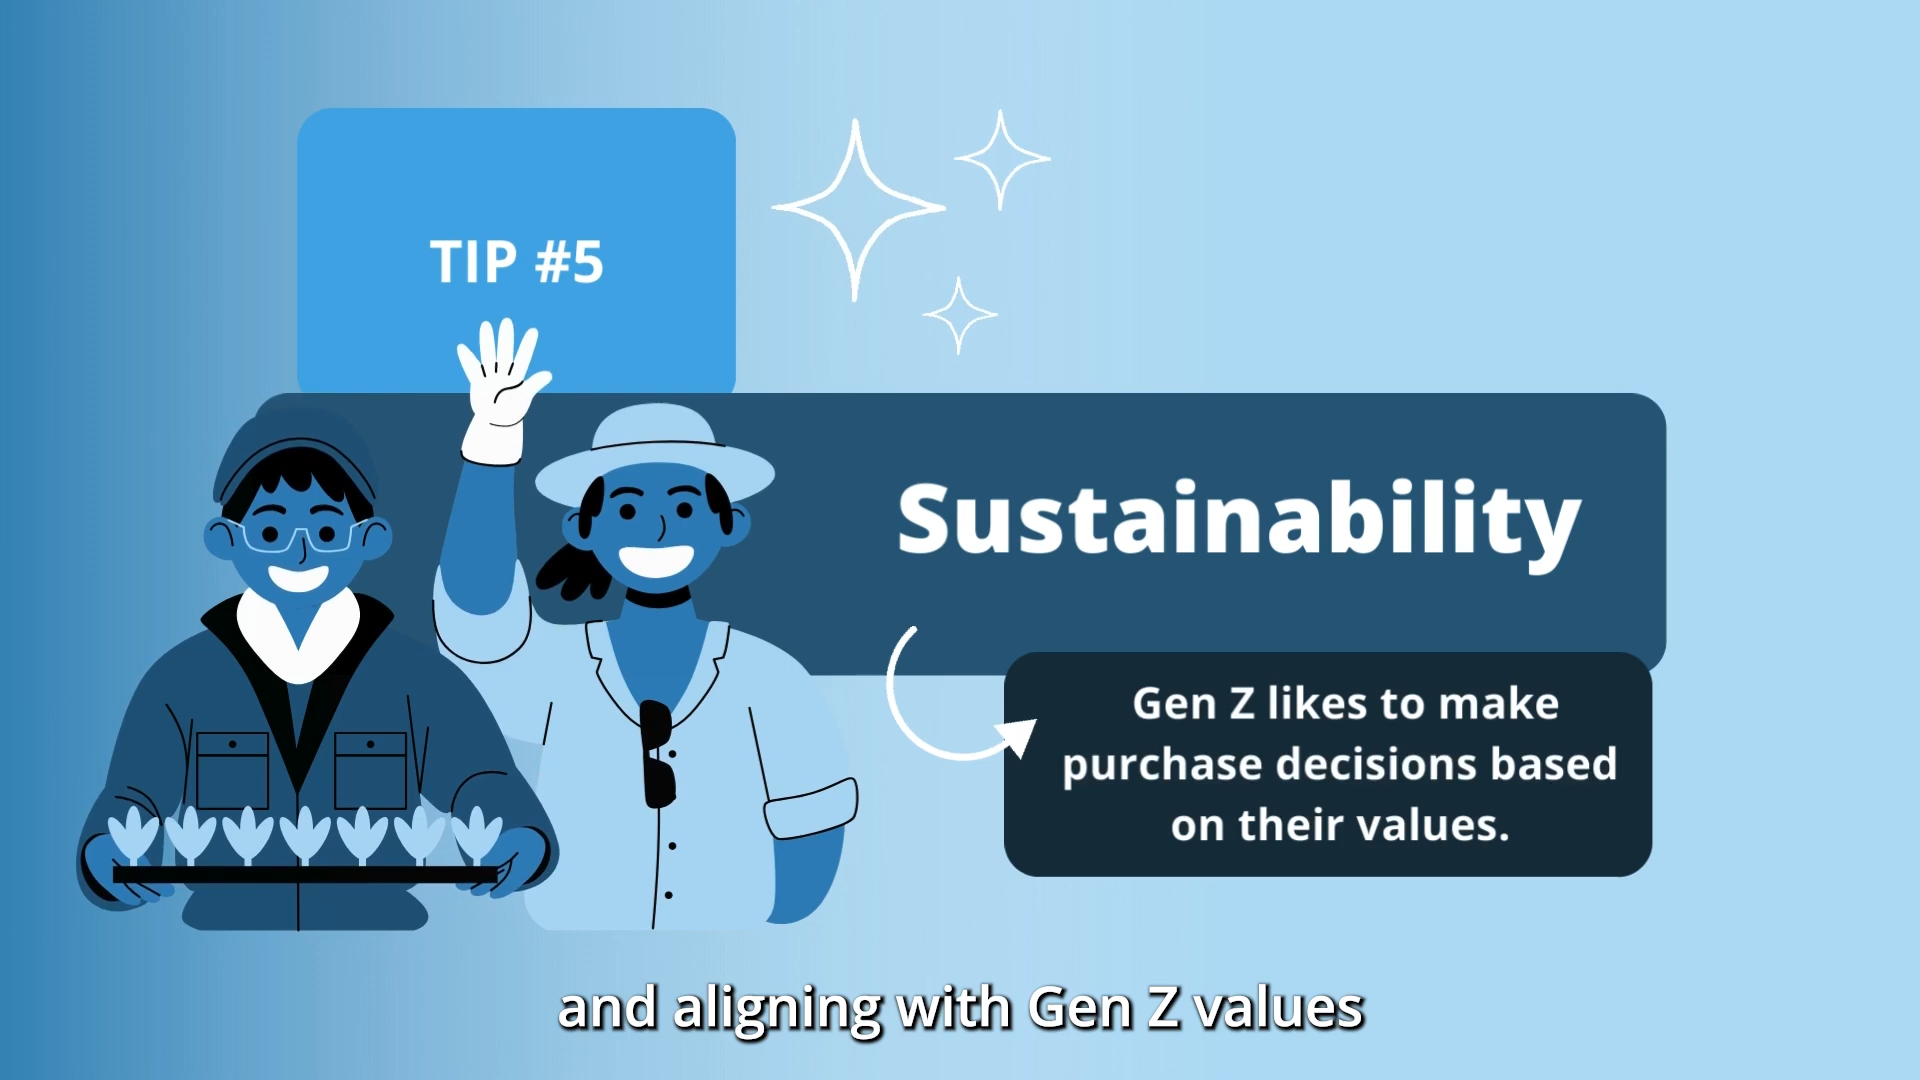 TIP #5
Sustainability
Gen Z likes to make
purchase decisions based
on their values.
and aligning with Gen Z values